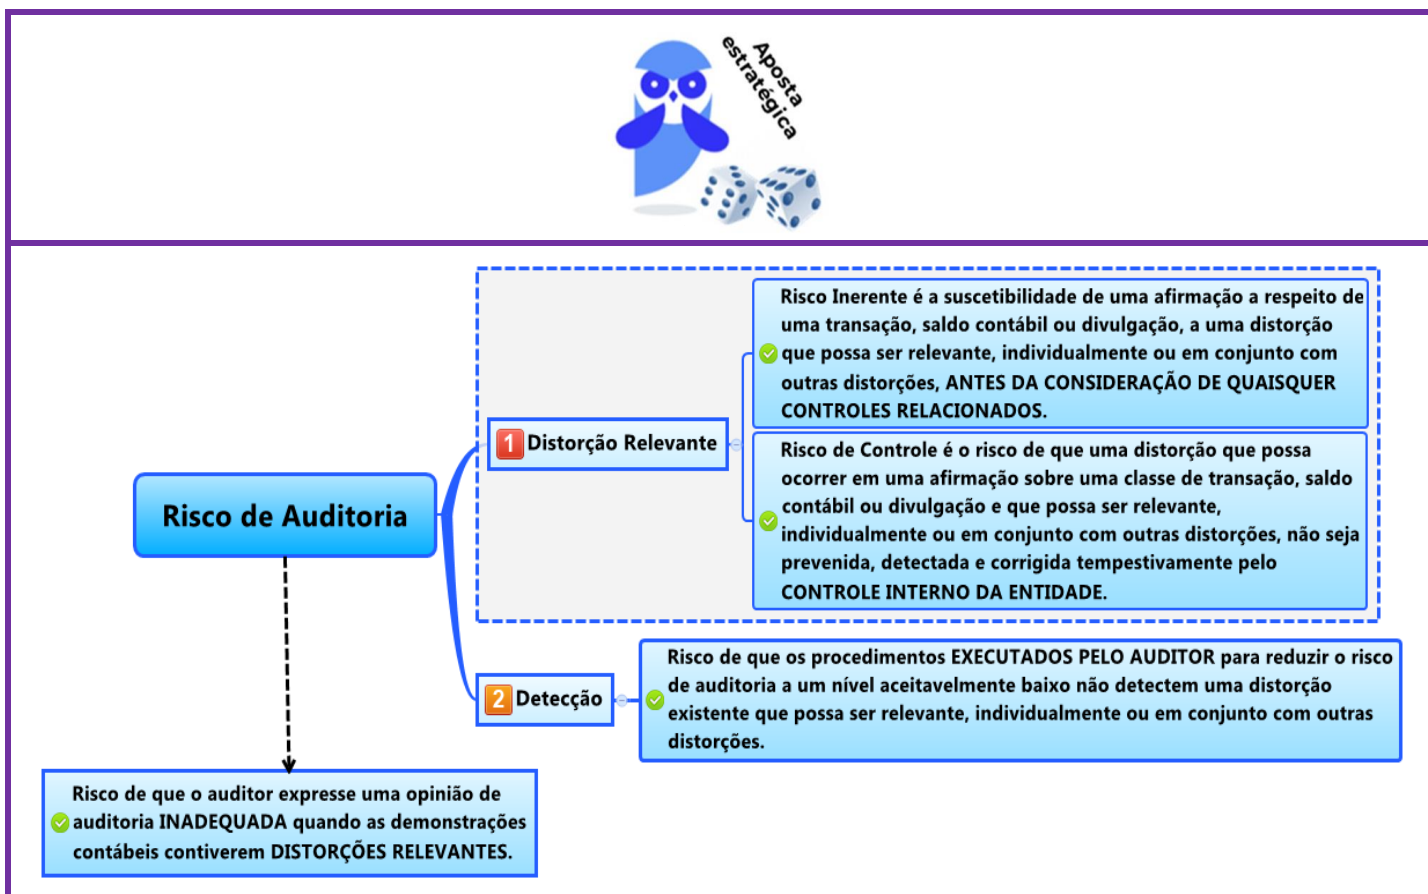 Aposta
estratégica
Risco Inerente é a suscetibilidade de uma afirmação a respeito de
uma transação, saldo contábil ou divulgação, a uma distorção
que possa ser relevante, individualmente ou em conjunto com
outras distorções, ANTES DA CONSIDERAÇÃO DE QUAISQUER
CONTROLES RELACIONADOS.
1 Distorção Relevante
Risco de Controle é o risco de que uma distorção que possa
ocorrer em uma afirmação sobre uma classe de transação, saldo
contábil ou divulgação e que possa ser relevante,
individualmente ou em conjunto com outras distorções, não seja
prevenida, detectada e corrigida tempestivamente pelo
CONTROLE INTERNO DA ENTIDADE.
Risco de Auditoria
2 Detecção
Risco de que os procedimentos EXECUTADOS PELO AUDITOR para reduzir o risco
de auditoria a um nível aceitavelmente baixo não detectem uma distorção
existente que possa ser relevante, individualmente ou em conjunto com outras
distorções.
Risco de que o auditor expresse uma opinião de
auditoria INADEQUADA quando as demonstrações
contábeis contiverem DISTORÇÕES RELEVANTES.